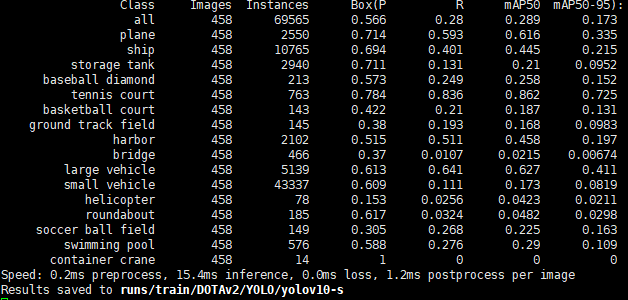 Class Images Instances Box(P R mAP50 mAP50-95):
all 458 69565 0.566 0.28 0.289 0.173
plane 458 2550 0.714 0.593 0.616 0.335
ship 458 10765 0.694 0.401 0.445 0.215
storage tank 458 2940 0.711 0.131 0.21 0.0952
baseball diamond 458 213 0.573 0.249 0.258 0.152
tennis court 458 763 0.784 0.836 0.862 0.725
basketball court 458 143 0.422 0.21 0.187 0.131
ground track field 458 145 0.38 0.193 0.168 0.0983
harbor 458 2102 0.515 0.511 0.458 0.197
bridge 458 466 0.37 0.0107 0.0215 0.00674
large vehicle 458 5139 0.613 0.641 0.627 0.411
small vehicle 458 43337 0.609 0.111 0.173 0.0819
helicopter 458 78 0.153 0.0256 0.0423 0.0211
roundabout 458 185 0.617 0.0324 0.0482 0.0298
soccer ball field 458 149 0.305 0.268 0.225 0.163
swimming pool 458 576 0.588 0.276 0.29 0.109
container crane 458 14 1 0 0 0
Speed: 0.2ms preprocess, 15.4ms inference, 0.0ms loss, 1.2ms postprocess per image
Results saved to runs/train/DOTAv2/YOLO/yolov10-s